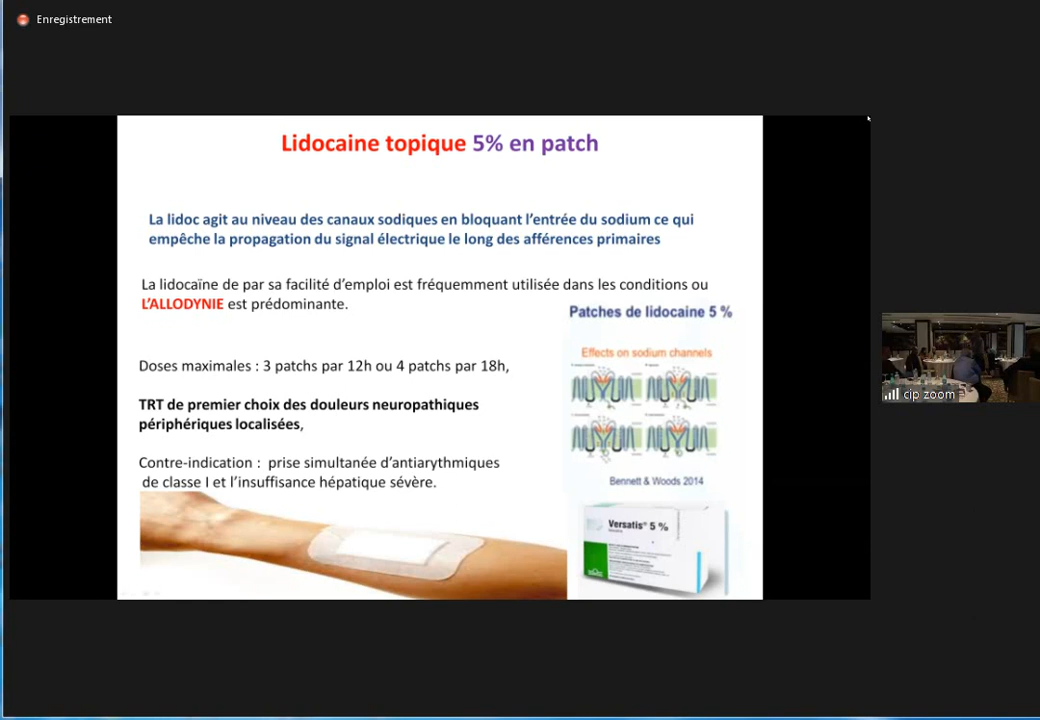 Enregistrement
Lidocaine topique 5% en patch
La lidoc agit au niveau des canaux sodiques en bloquant l'entrée du sodium ce qui
empêche la propagation du signal électrique le long des afférences primaires
La lidocaïne de par sa facilité d'emploi est fréquemment utilisée dans les conditions ou
L'ALLODYNIE est prédominante.
Patches de lidocaine 5 %
Effects on sodium channels
Doses maximales : 3 patchs par 12h ou 4 patchs par 18h,
TRT de premier choix des douleurs neuropathiques
périphériques localisées,
Contre-indication : prise simultanée d'antiarythmiques
de classe I et l'insuffisance hépatique sévère.
Bennett & Woods 2014
Versatis® 5 %
cip zoom